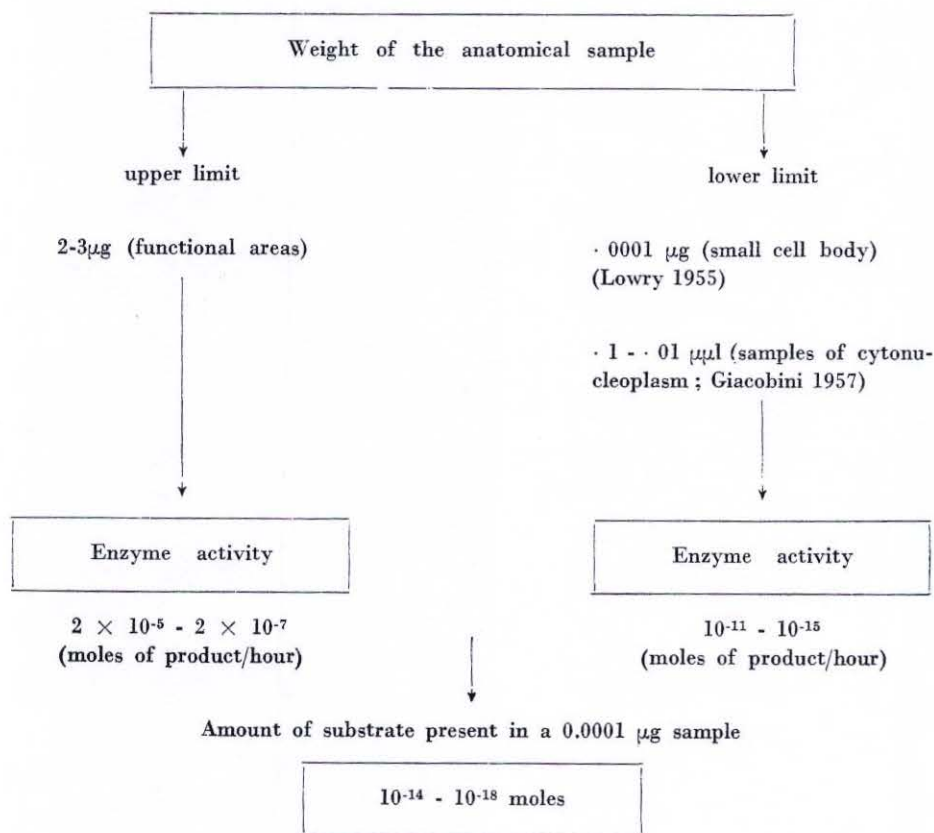 Weight of the anatomical sample
upper limit
lower limit
2-3μg (functional areas)
· 0001 μg (small cell body)
(Lowry 1955)
· 1 - · 01 μμl (samples of cytonu-
cleoplasm ; Giacobini 1957)
Enzyme activity
Enzyme activity
2 × 10⁻⁵ - 2 × 10⁻⁷
(moles of product/hour)
10⁻¹¹ - 10⁻¹⁵
(moles of product/hour)
Amount of substrate present in a 0.0001 μg sample
10⁻¹⁴ - 10⁻¹⁸ moles